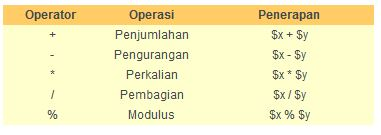 Operator Operasi Penerapan
+ Penjumlahan $x + $y
- Pengurangan $x - $y
* Perkalian $x * $y
/ Pembagian $x / $y
% Modulus $x % $y